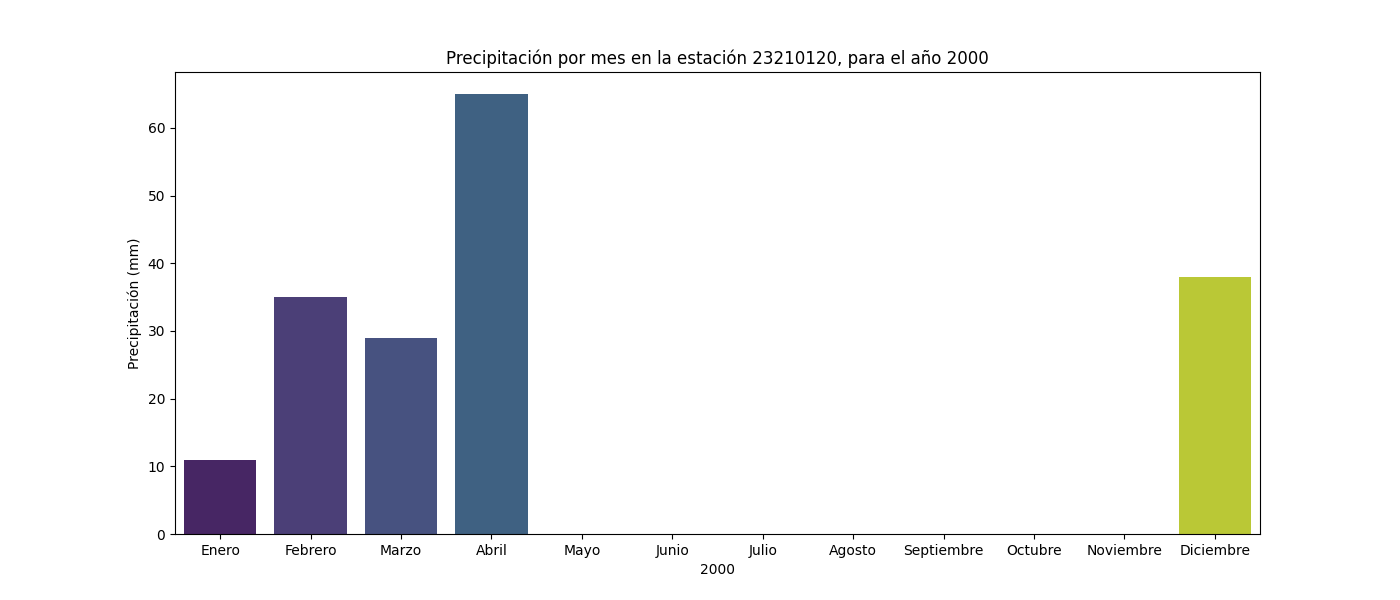 Precipitación por mes en la estación 23210120, para el año 2000
Precipitación (mm)
60
50
40
30
20
10
0
Enero Febrero Marzo Abril Mayo Junio Julio Agosto Septiembre Octubre Noviembre Diciembre
2000